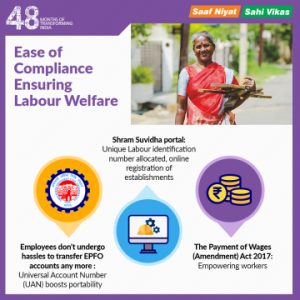 48 MONTHS OF
TRANSFORMING
INDIA
Saaf Niyat Sahi Vikas
Ease of
Compliance
Ensuring
Labour Welfare
Shram Suvidha portal:
Unique Labour identification
number allocated, online
registration of
establishments
Employees don't undergo
hassles to transfer EPFO
accounts any more :
Universal Account Number
(UAN) boosts portability
The Payment of Wages
(Amendment) Act 2017:
Empowering workers